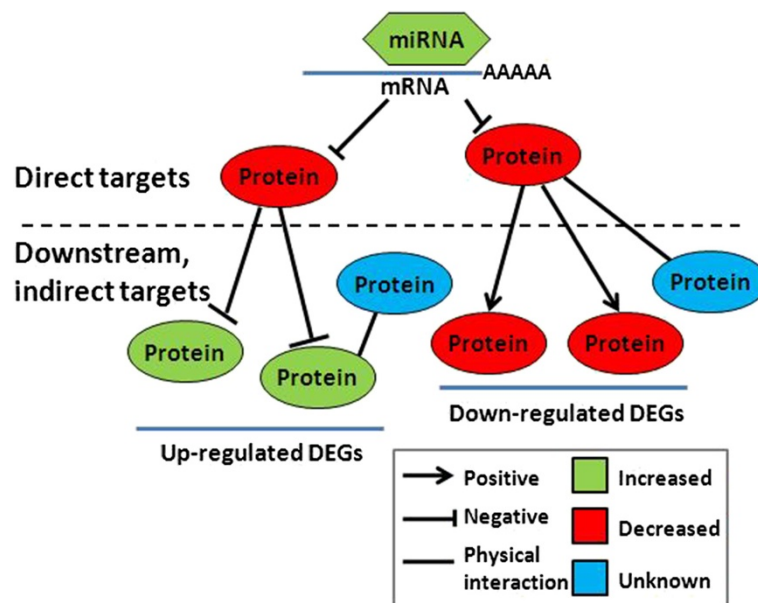 miRNA
AAAAA
mRNA
Protein
Protein
Direct targets
Downstream,
indirect targets
Protein
Protein
Protein
Protein
Protein
Protein
Down-regulated DEGs
Up-regulated DEGs
Positive
Increased
Negative
Decreased
Physical
interaction
Unknown